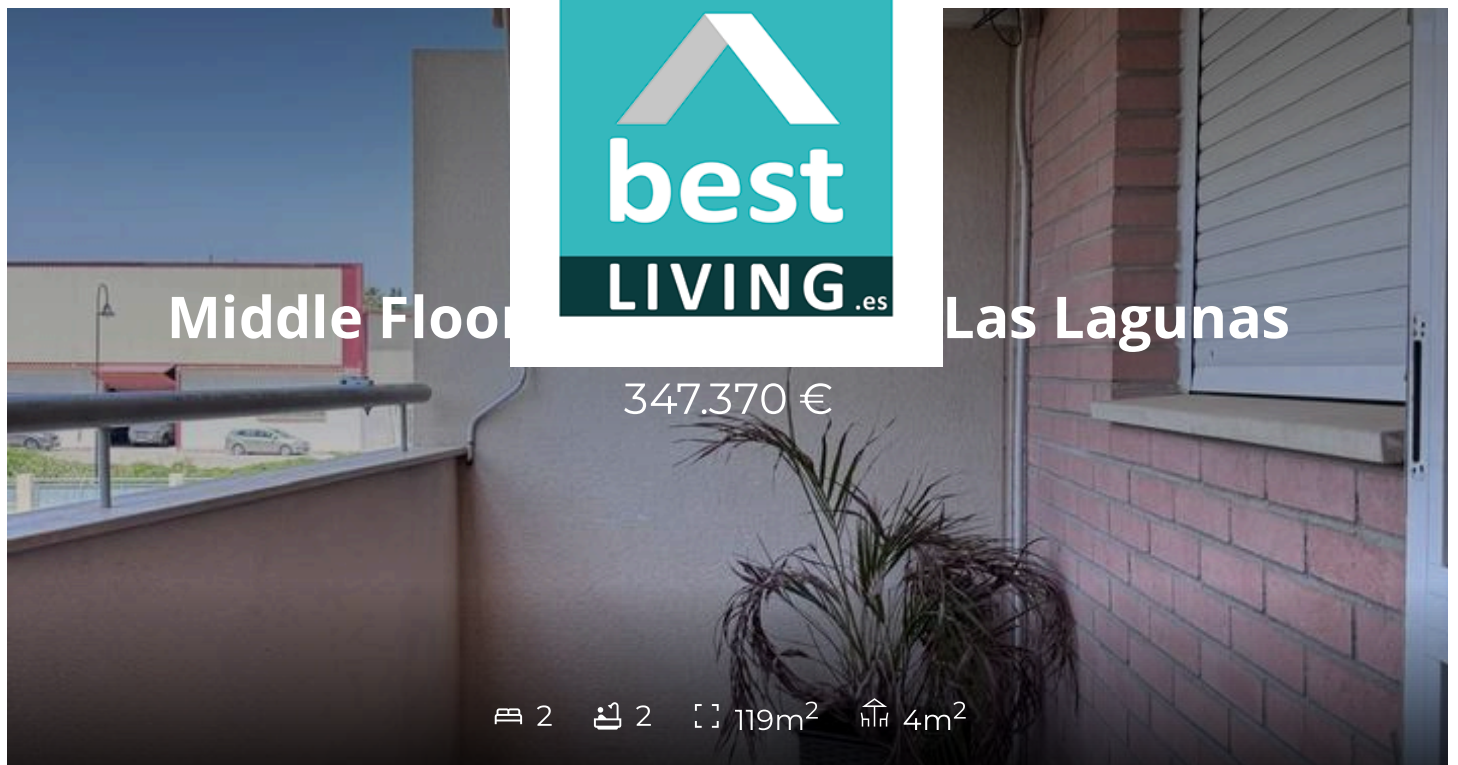 best
LIVING.es
Middle Floor Las Lagunas
347.370 €
2 2 119m² 4m²